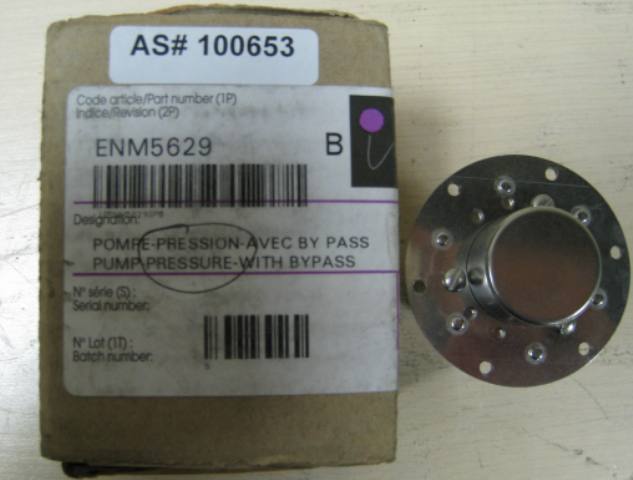 AS# 100653
Code article/Part number (1P)
Indice/Revision (2P)
ENM5629
B
Designation:
POMPE-PRESSION-AVEC BY PASS
PUMP-PRESSURE-WITH BYPASS
N° série (S) :
Serial number:
N° Lot (1T) :
Batch number: